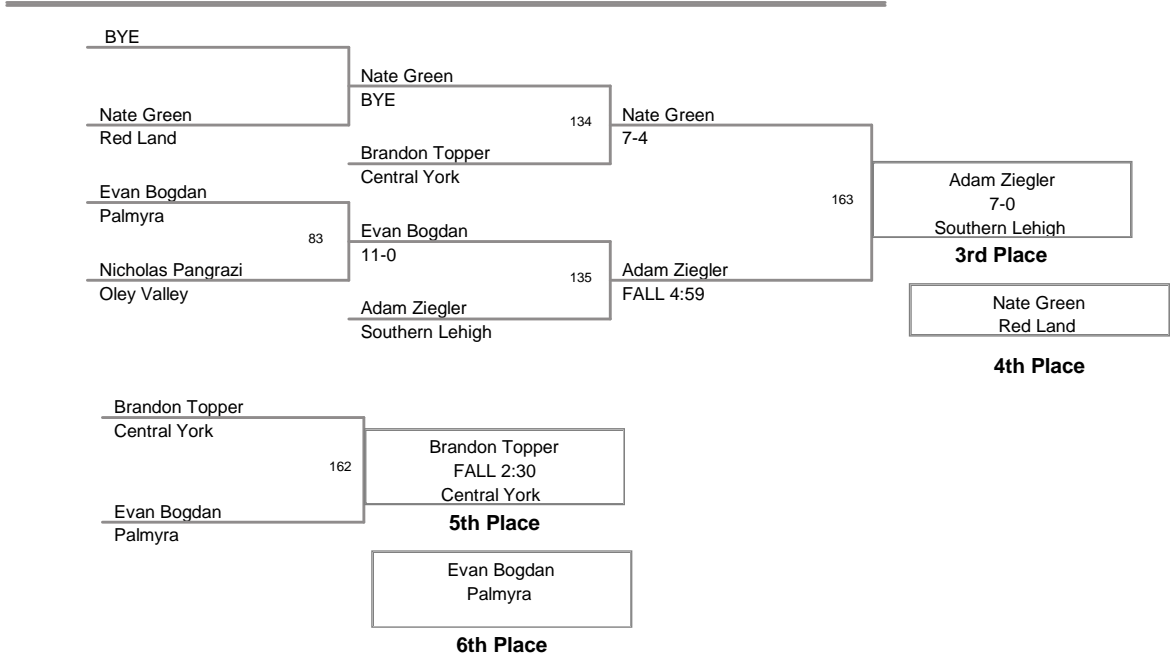 BYE
Nate Green
BYE
Nate Green
Red Land
134
Nate Green
7-4
Brandon Topper
Central York
Evan Bogdan
Palmyra
83
Evan Bogdan
11-0
Nicholas Pangrazi
Oley Valley
135
Adam Ziegler
FALL 4:59
Adam Ziegler
Southern Lehigh
163
Adam Ziegler
7-0
Southern Lehigh
3rd Place
Nate Green
Red Land
4th Place
Brandon Topper
Central York
162
Evan Bogdan
Palmyra
Brandon Topper
FALL 2:30
Central York
5th Place
Evan Bogdan
Palmyra
6th Place